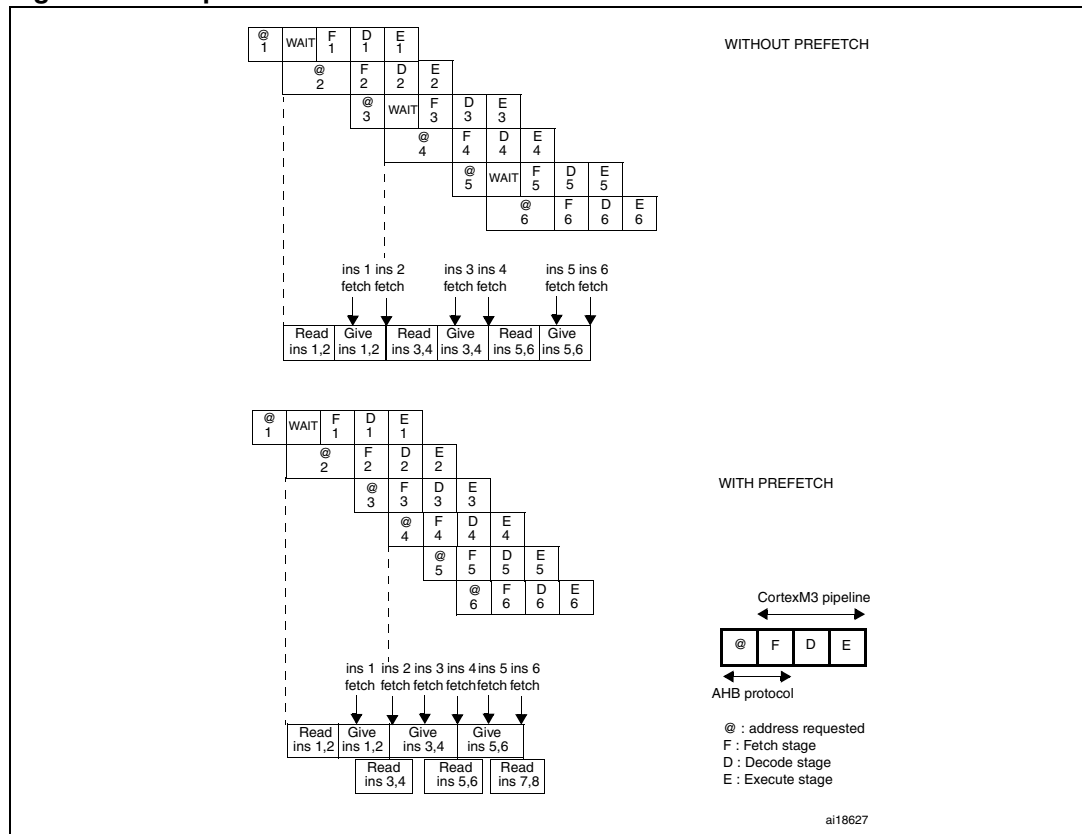 @ 1 WAIT F 1 D 1 E 1
WITHOUT PREFETCH
@ 2 F 2 D 2 E 2
@ 3 WAIT F 3 D 3 E 3
@ 4 F 4 D 4 E 4
@ 5 WAIT F 5 D 5 E 5
@ 6 F 6 D 6 E 6
ins 1 ins 2 ins 3 ins 4 ins 5 ins 6
fetch fetch fetch fetch fetch fetch
Read Give Read Give Read Give
ins 1,2 ins 1,2 ins 3,4 ins 3,4 ins 5,6 ins 5,6
@ 1 WAIT F 1 D 1 E 1
@ 2 F 2 D 2 E 2
@ 3 F 3 D 3 E 3
WITH PREFETCH
@ 4 F 4 D 4 E 4
@ 5 F 5 D 5 E 5
@ 6 F 6 D 6 E 6
CortexM3 pipeline
@ F D E
AHB protocol
ins 1 ins 2 ins 3 ins 4 ins 5 ins 6
fetch fetch fetch fetch fetch fetch
Read Give Give Give
ins 1,2 ins 1,2 ins 3,4 ins 5,6
Read Read Read
ins 3,4 ins 5,6 ins 7,8
@ : address requested
F : Fetch stage
D : Decode stage
E : Execute stage
ai18627